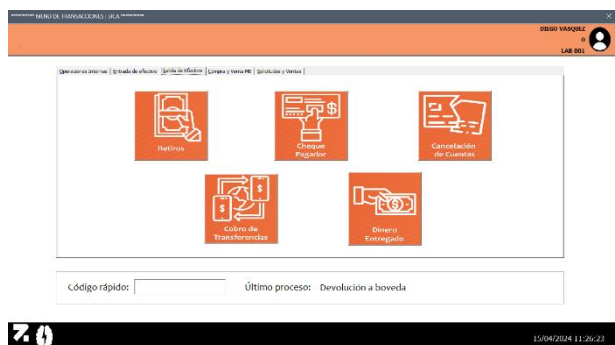 ********** MENU DE TRANSACCIONES | SICA **********
DIEGO VASQUEZ
0
LAB 001
Operaciones Internas | Entrada de efectivo | Salida de Efectivo | Compra y Venta ME | Solicitudes y Ventas
Retiros
Cheque
Pagador
Cancelación
de Cuentas
Cobro de
Transferencias
Dinero
Entregado
Código rápido:
Último proceso: Devolución a boveda
15/04/2024 11:26:23